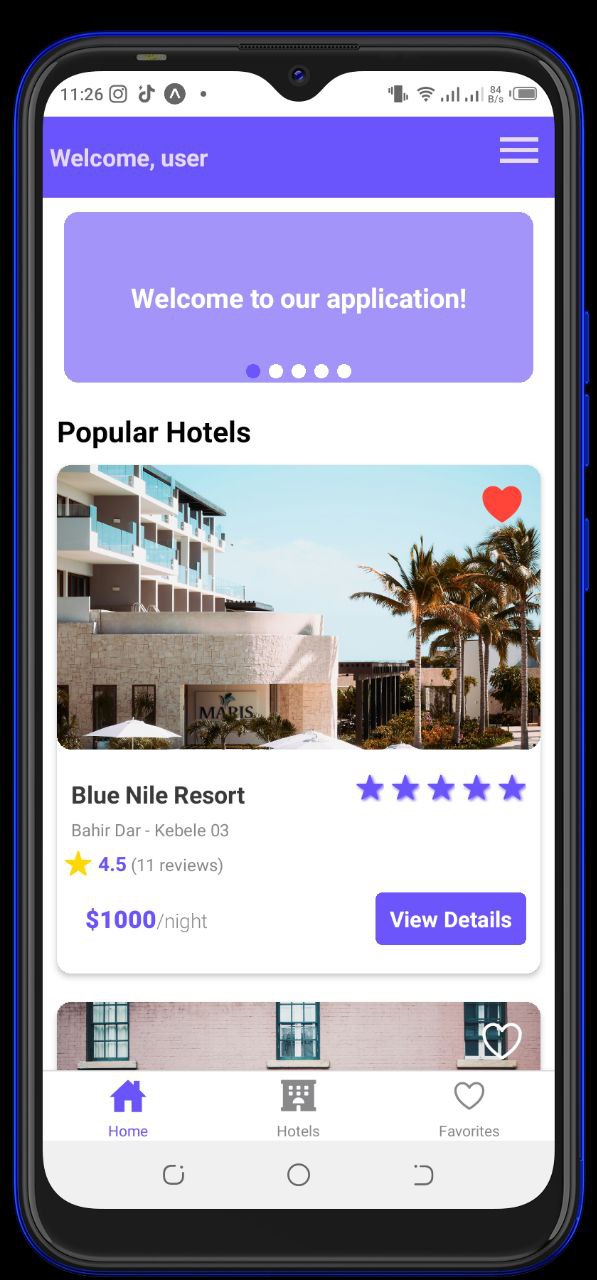 11:26
84
B/s
Welcome, user
Welcome to our application!
Popular Hotels
MARIS
Blue Nile Resort
Bahir Dar - Kebele 03
4.5 (11 reviews)
$1000/night
View Details
Home
Hotels
Favorites